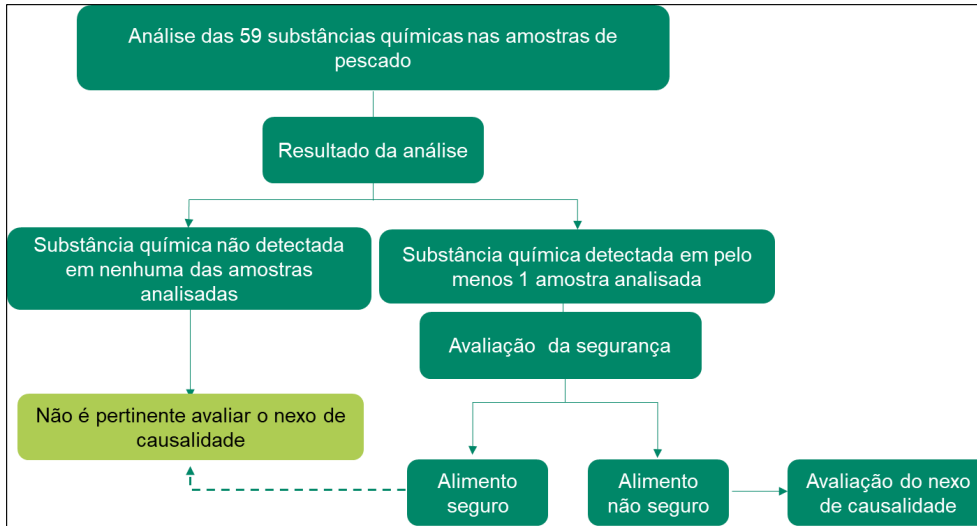 Análise das 59 substâncias químicas nas amostras de
pescado
Resultado da análise
Substância química não detectada
em nenhuma das amostras
analisadas
Substância química detectada em pelo
menos 1 amostra analisada
Avaliação da segurança
Não é pertinente avaliar o nexo de
causalidade
Alimento
seguro
Alimento
não seguro
Avaliação do nexo
de causalidade